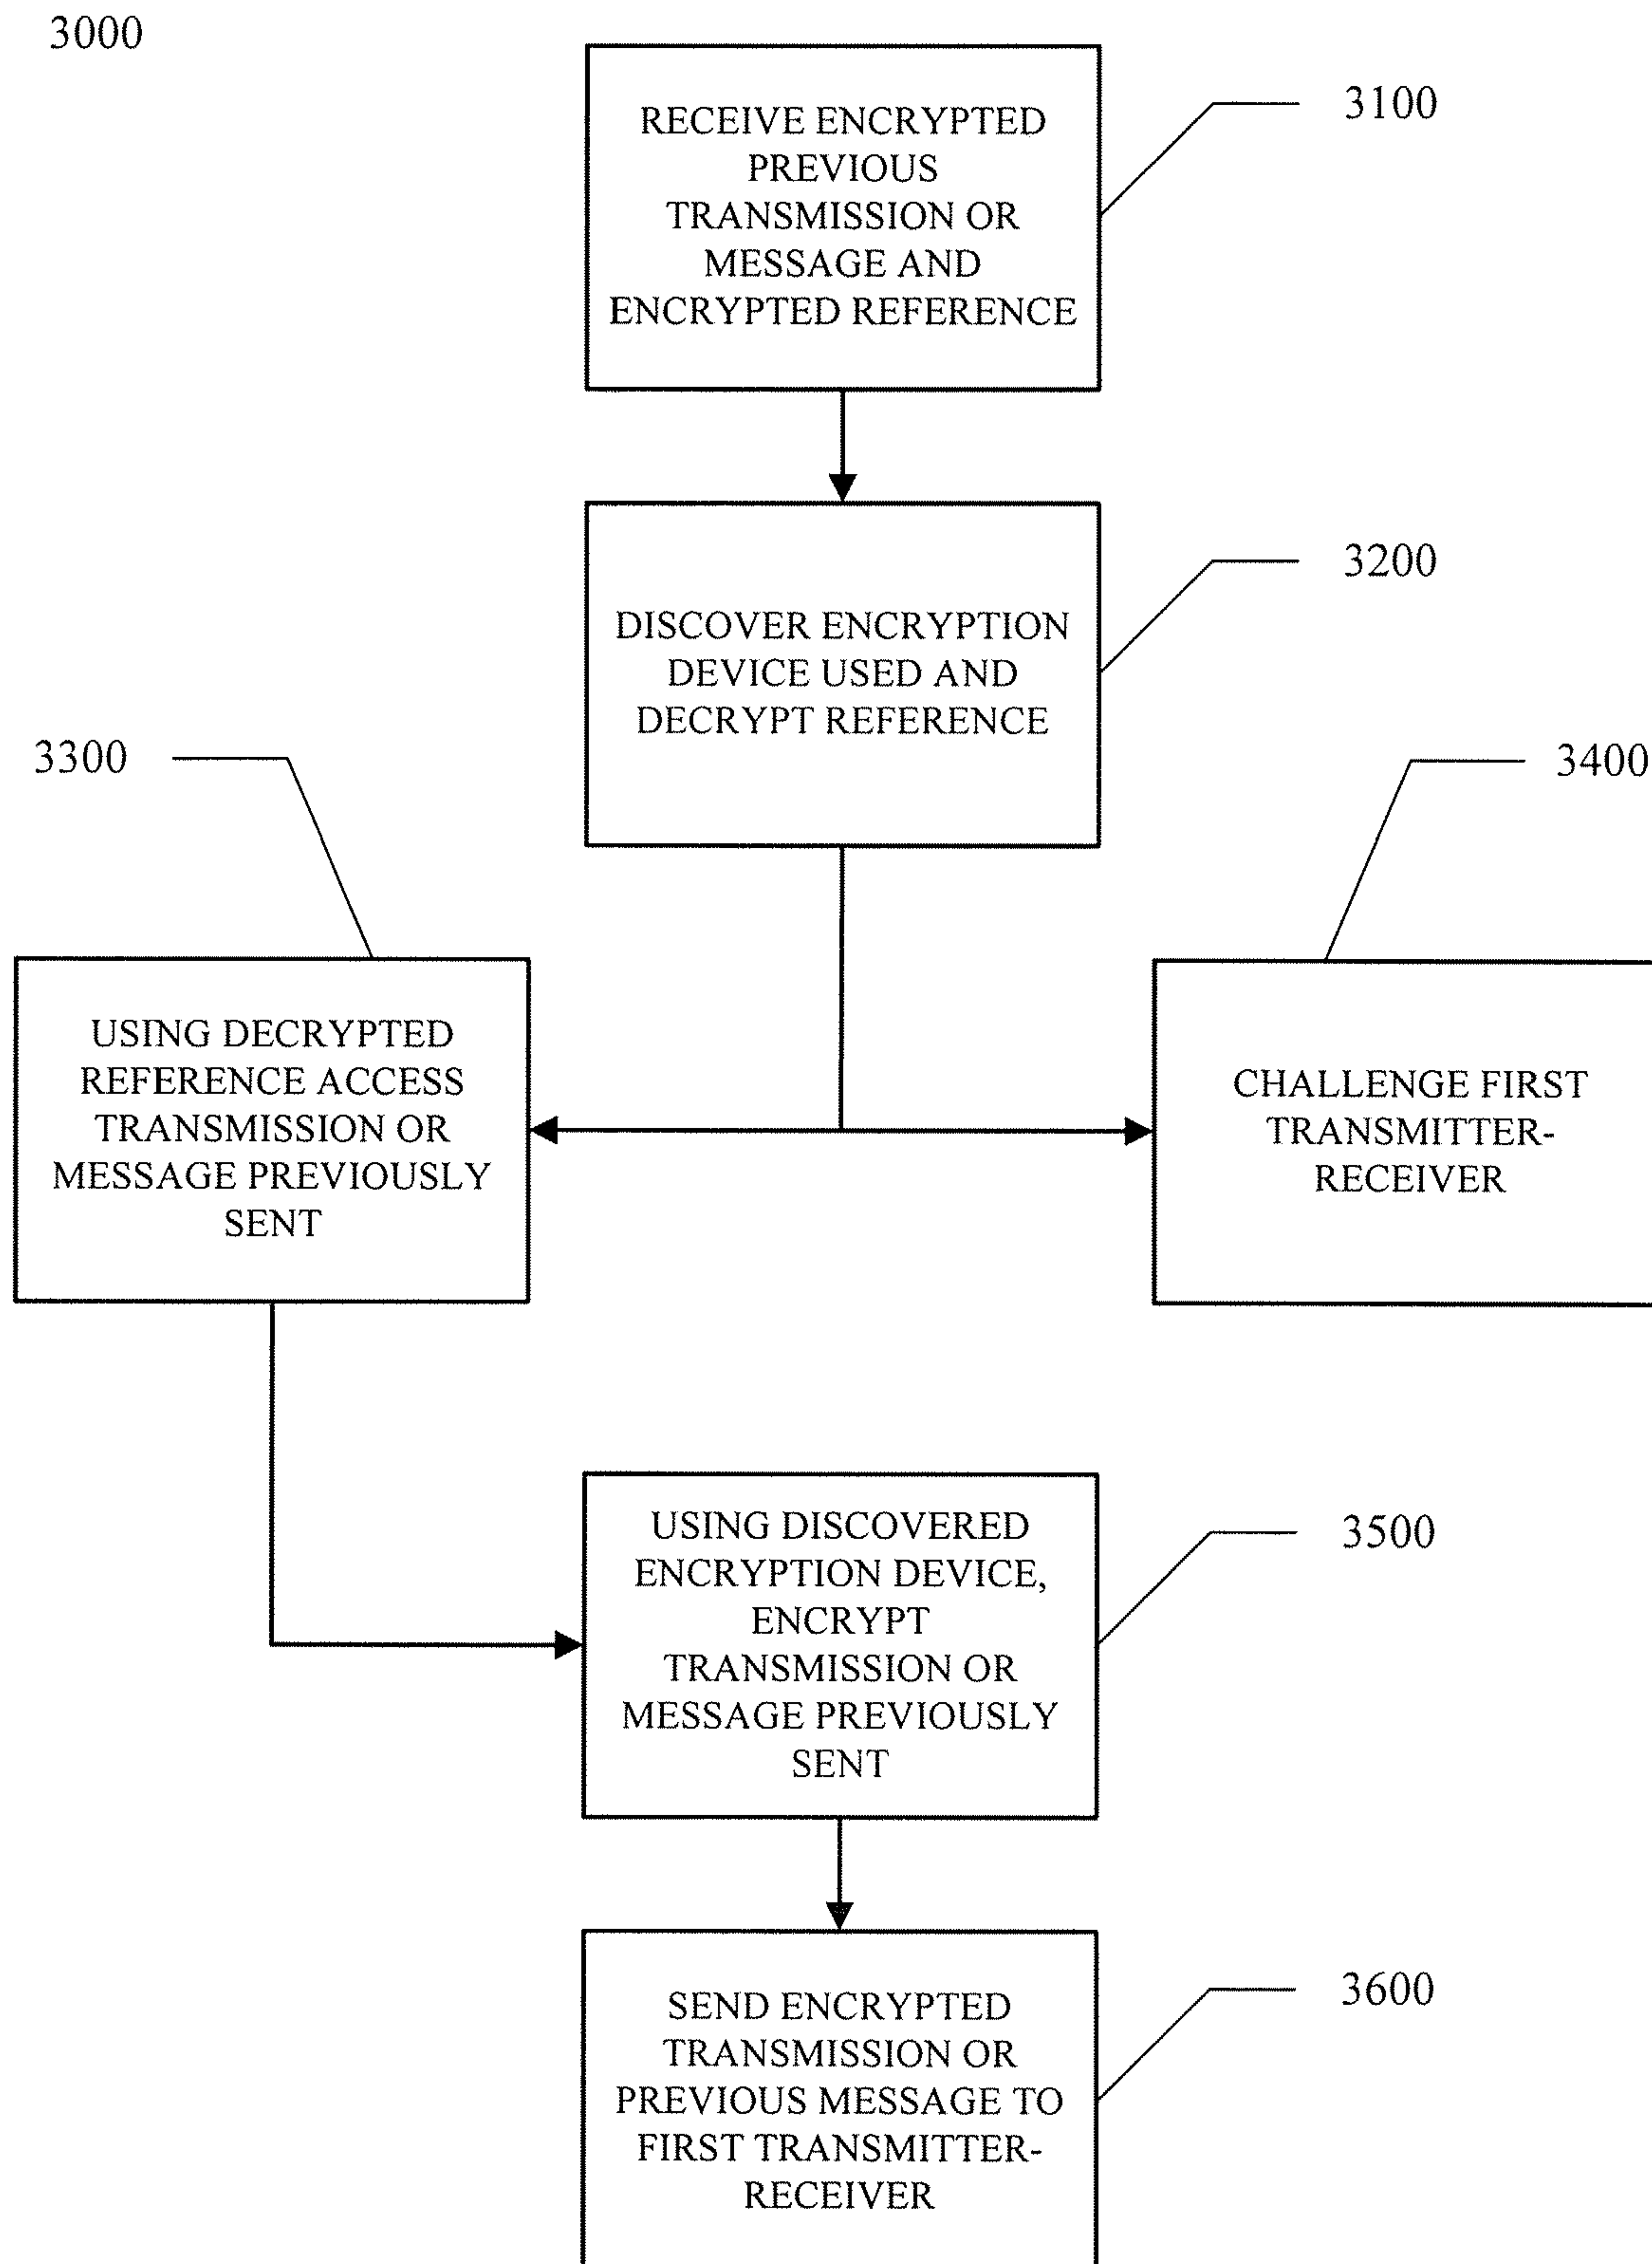 3000
RECEIVE ENCRYPTED
PREVIOUS
TRANSMISSION OR
MESSAGE AND
ENCRYPTED REFERENCE
3100
DISCOVER ENCRYPTION
DEVICE USED AND
DECRYPT REFERENCE
3200
3300
USING DECRYPTED
REFERENCE ACCESS
TRANSMISSION OR
MESSAGE PREVIOUSLY
SENT
3400
CHALLENGE FIRST
TRANSMITTER-
RECEIVER
USING DISCOVERED
ENCRYPTION DEVICE,
ENCRYPT
TRANSMISSION OR
MESSAGE PREVIOUSLY
SENT
3500
SEND ENCRYPTED
TRANSMISSION OR
PREVIOUS MESSAGE TO
FIRST TRANSMITTER-
RECEIVER
3600